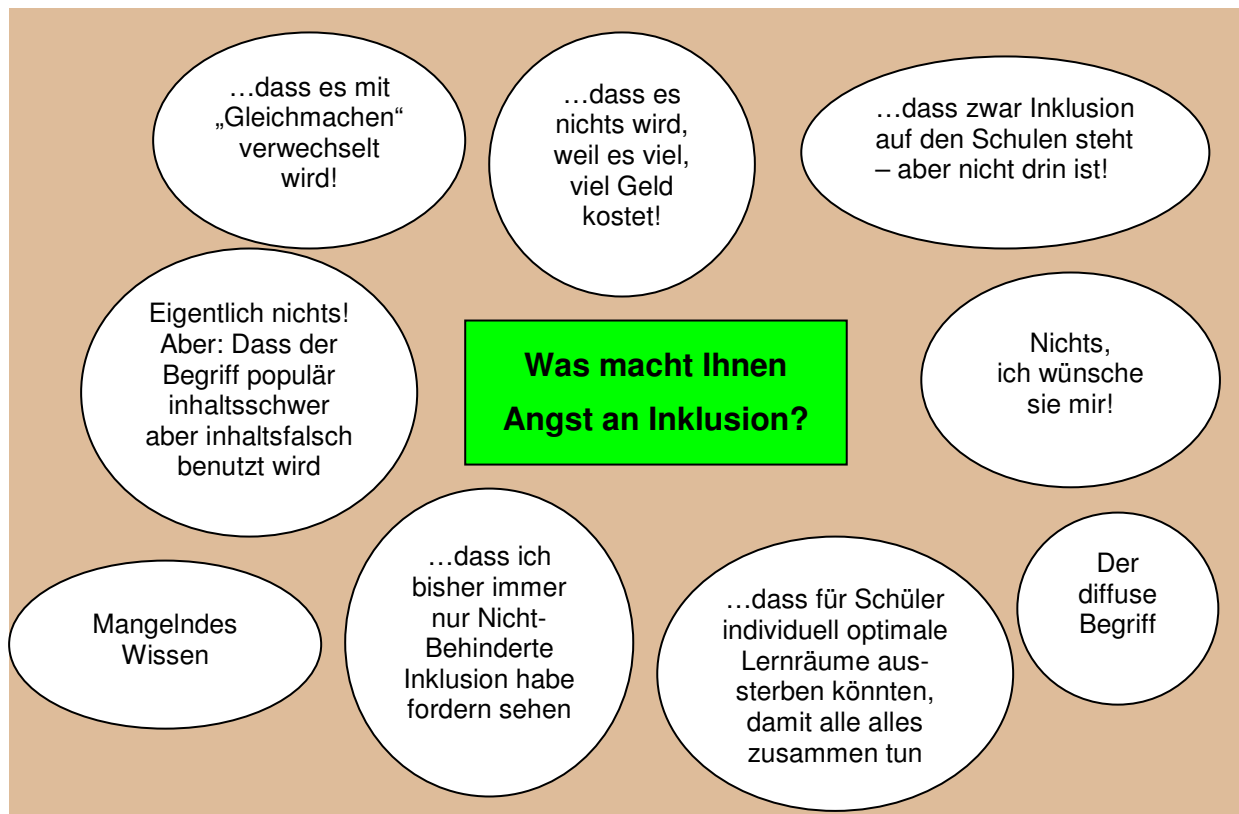 …dass es mit
„Gleichmachen“
verwechselt
wird!
…dass es
nichts wird,
weil es viel,
viel Geld
kostet!
…dass zwar Inklusion
auf den Schulen steht
– aber nicht drin ist!
Eigentlich nichts!
Aber: Dass der
Begriff populär
inhaltsschwer
aber inhaltsfalsch
benutzt wird
Was macht Ihnen
Angst an Inklusion?
Nichts,
ich wünsche
sie mir!
Mangelndes
Wissen
…dass ich
bisher immer
nur Nicht-
Behinderte
Inklusion habe
fordern sehen
…dass für Schüler
individuell optimale
Lernräume aus-
sterben könnten,
damit alle alles
zusammen tun
Der
diffuse
Begriff